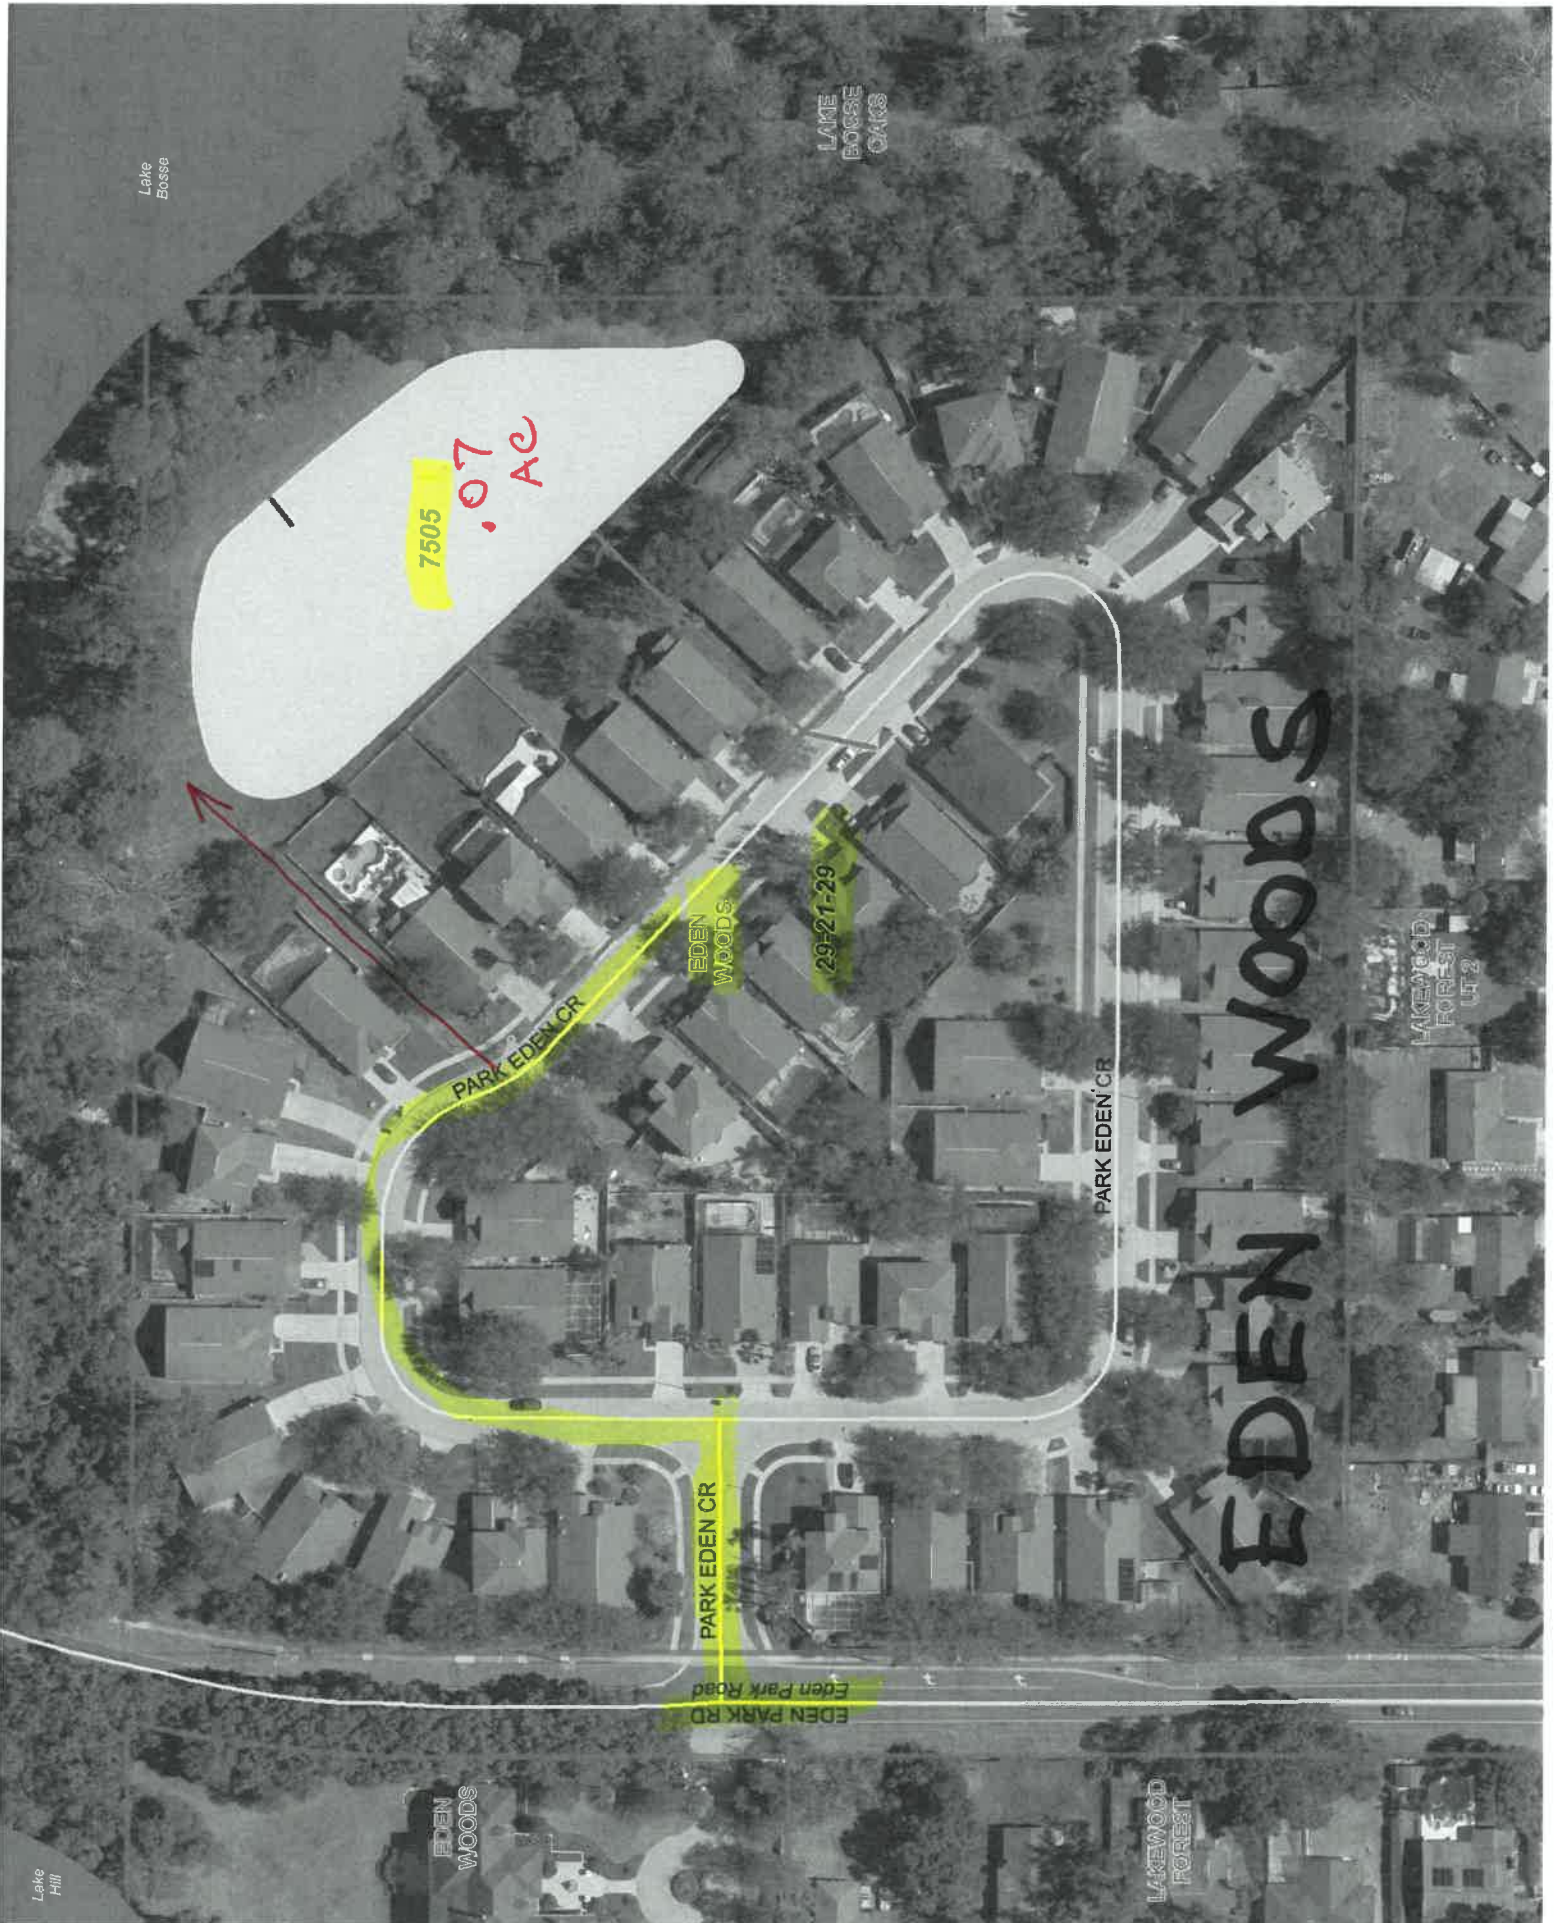 Lake
Bosse
LAKE
BOSSE
OAKS
7505
.07
AC
EDEN
WOODS
29-21-29
PARK EDEN CR
PARK EDEN CR
PARK EDEN CR
EDEN WOODS
LAKEWOOD
FOREST
UT 2
Eden Park Road
EDEN PARK RD
EDEN
WOODS
LAKEWOOD
FOREST
Lake
Hill